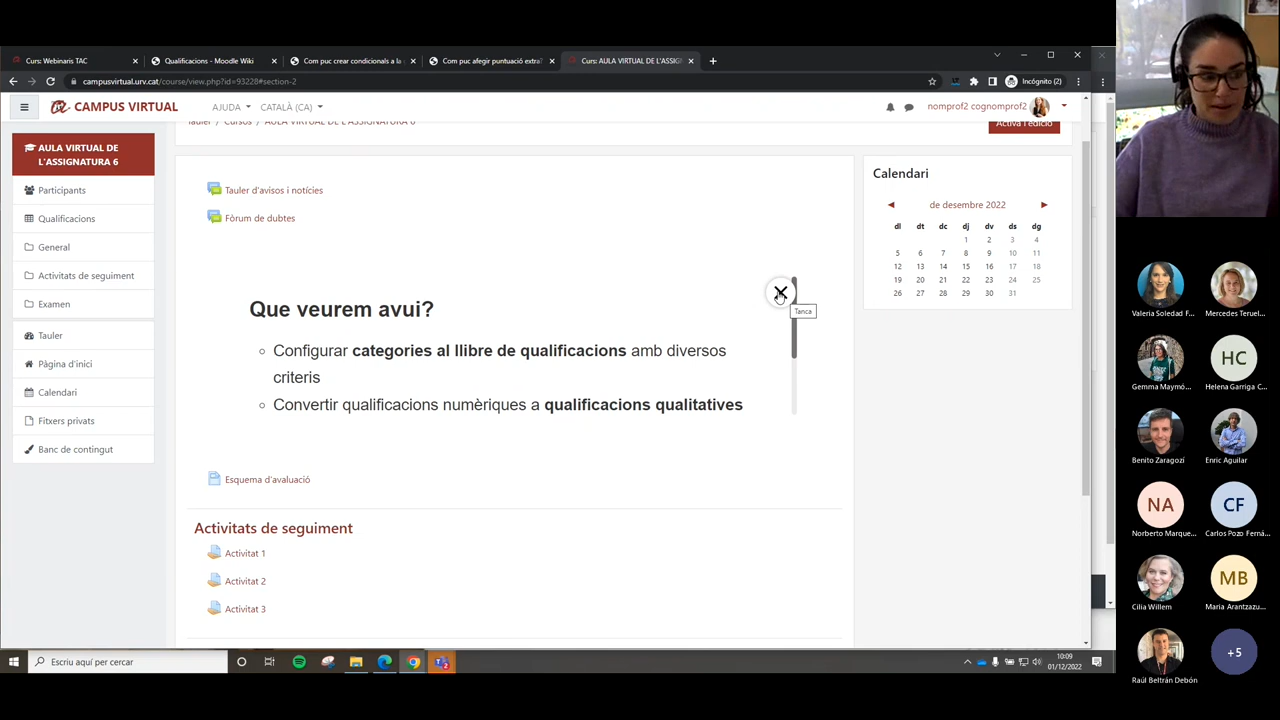 Curs: Webinaris TAC
Qualificacions - Moodle Wiki
Com puc crear condicionals a la
Com puc afegir puntuació extra?
Curs: AULA VIRTUAL DE L'ASSIGN
campusvirtual.urv.cat/course/view.php?id=93228#section-2
Incógnito (2)
CAMPUS VIRTUAL
AJUDA
CATALÀ (CA)
nomprof2 cognomprof2
Tauler / Cursos / AULA VIRTUAL DE L'ASSIGNATURA 6
Activa l'edició
AULA VIRTUAL DE
L'ASSIGNATURA 6
Participants
Qualificacions
General
Activitats de seguiment
Examen
Tauler
Pàgina d'inici
Calendari
Fitxers privats
Banc de contingut
Tauler d'avisos i notícies
Fòrum de dubtes
Que veurem avui?
Configurar categories al llibre de qualificacions amb diversos
criteris
Convertir qualificacions numèriques a qualificacions qualitatives
Tanca
Esquema d'avaluació
Activitats de seguiment
Activitat 1
Activitat 2
Activitat 3
Calendari
◄ de desembre 2022 ►
dl dt dc dj dv ds dg
1 2 3 4
5 6 7 8 9 10 11
12 13 14 15 16 17 18
19 20 21 22 23 24 25
26 27 28 29 30 31
Valeria Soledad F...
Mercedes Teruel...
Gemma Maymó...
HC
Helena Garriga C...
Benito Zaragozí
Enric Aguilar
NA
Norberto Marque...
CF
Carlos Pozo Ferná...
Cilia Willem
MB
Maria Arantzazu...
Raúl Beltrán Debón
+5
Escriu aquí per cercar
10:09
01/12/2022